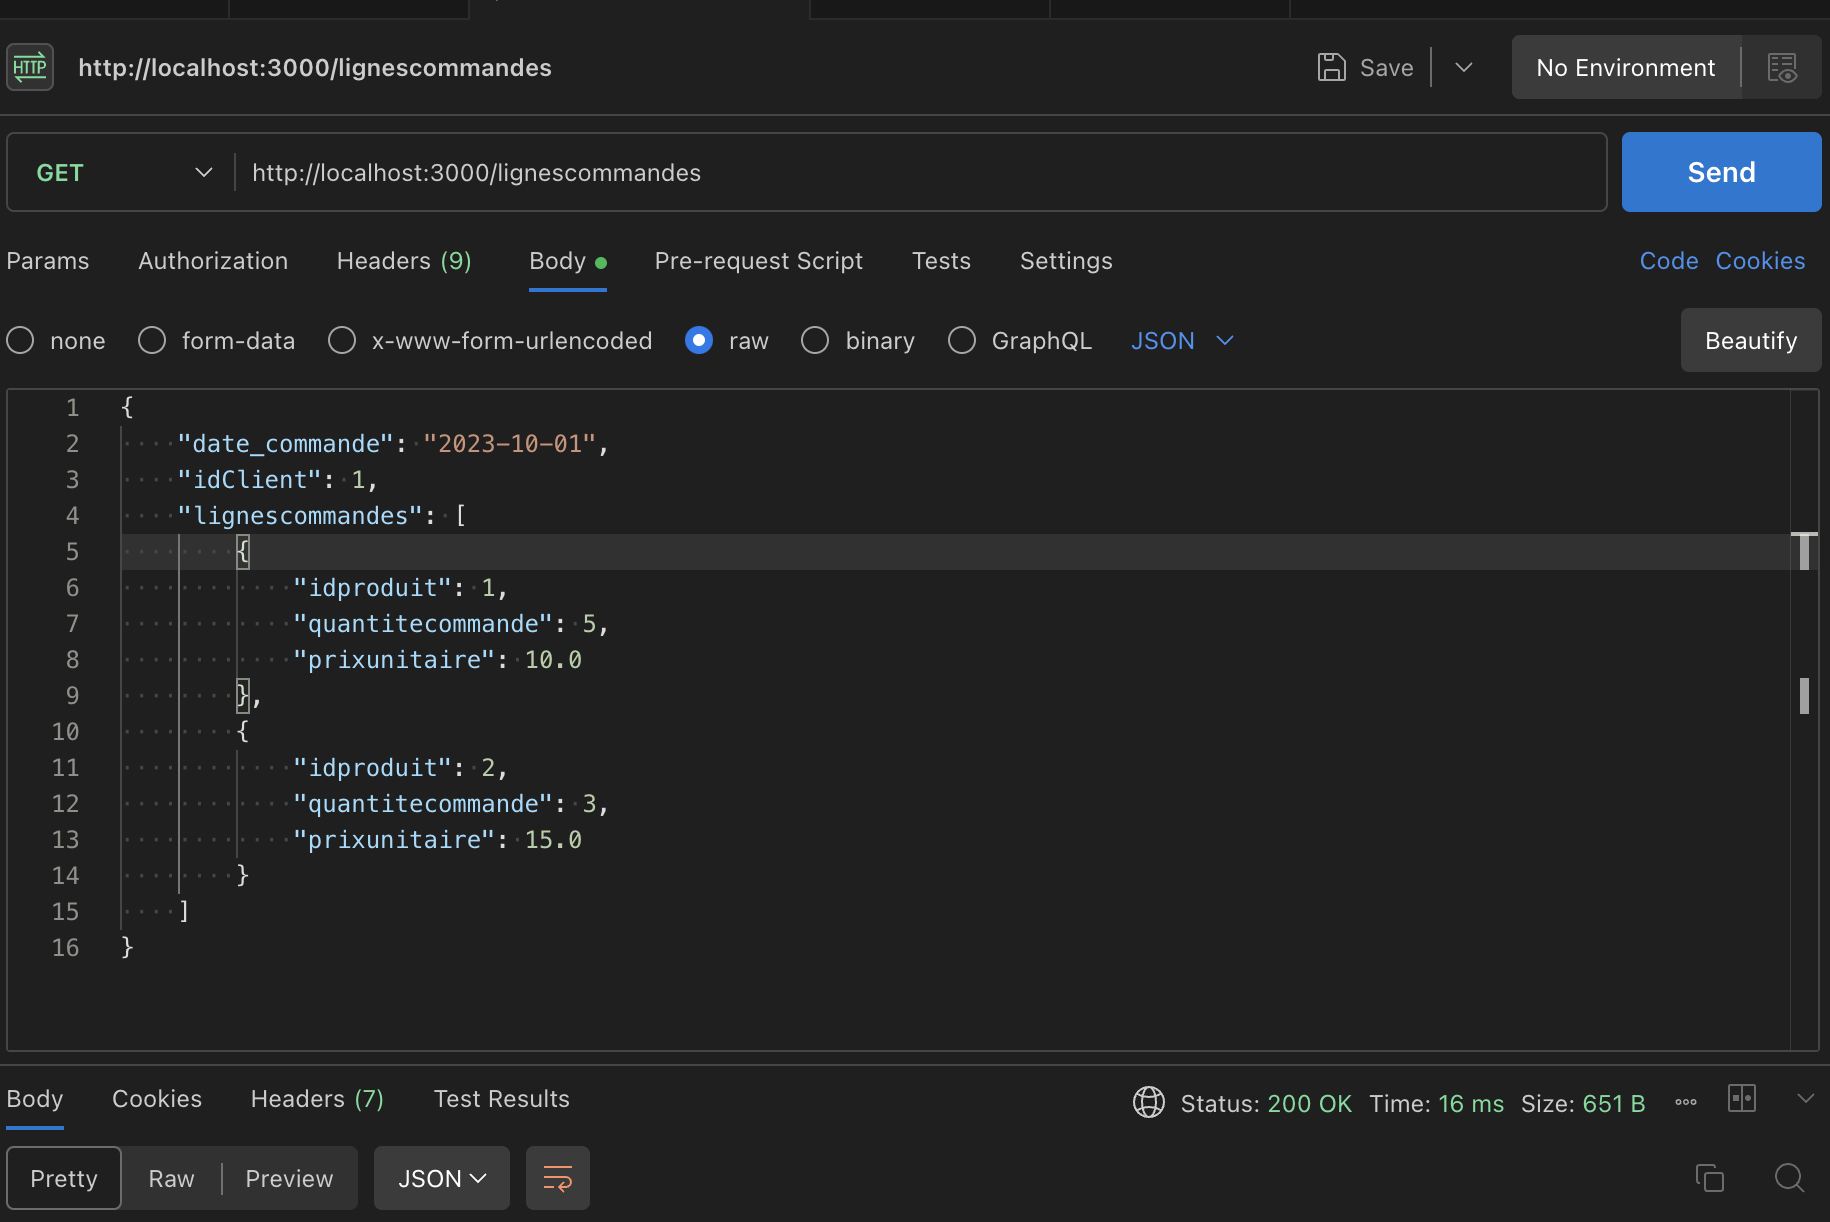 HTTP http://localhost:3000/lignescommandes Save No Environment
GET http://localhost:3000/lignescommandes Send
Params Authorization Headers (9) Body Pre-request Script Tests Settings Code Cookies
none form-data x-www-form-urlencoded raw binary GraphQL JSON Beautify
1 {
2 "date_commande": "2023-10-01",
3 "idClient": 1,
4 "lignescommandes": [
5 {
6 "idproduit": 1,
7 "quantitecommande": 5,
8 "prixunitaire": 10.0
9 },
10 {
11 "idproduit": 2,
12 "quantitecommande": 3,
13 "prixunitaire": 15.0
14 }
15 ]
16 }
Body Cookies Headers (7) Test Results Status: 200 OK Time: 16 ms Size: 651 B
Pretty Raw Preview JSON